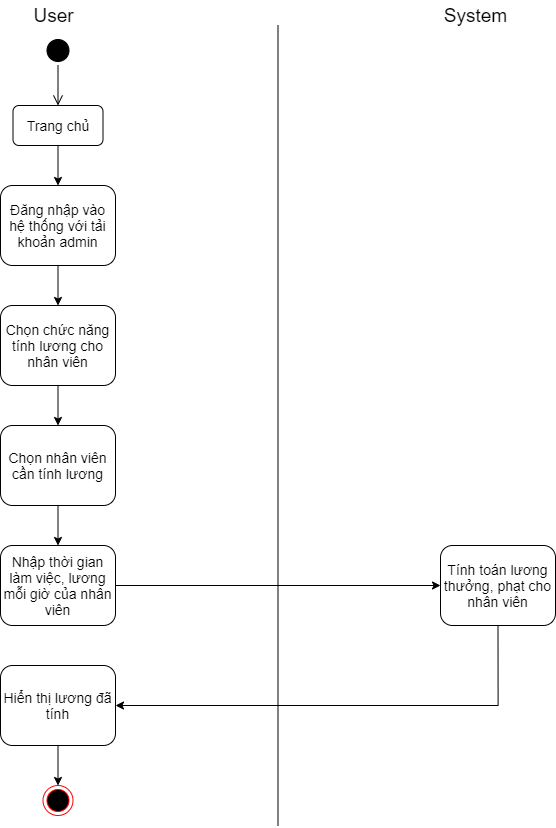 User
System
Trang chủ
Đăng nhập vào
hệ thống với tải
khoản admin
Chọn chức năng
tính lương cho
nhân viên
Chọn nhân viên
cần tính lương
Nhập thời gian
làm việc, lương
mỗi giờ của nhân
viên
Tính toán lương
thưởng, phạt cho
nhân viên
Hiển thị lương đã
tính